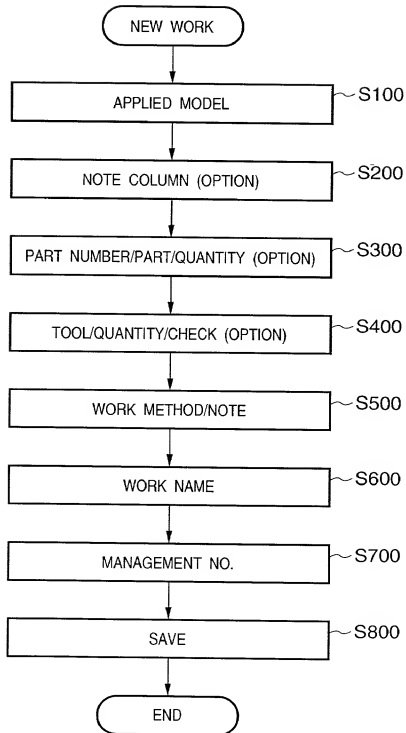 NEW WORK
APPLIED MODEL
S100
NOTE COLUMN (OPTION)
S200
PART NUMBER/PART/QUANTITY (OPTION)
S300
TOOL/QUANTITY/CHECK (OPTION)
S400
WORK METHOD/NOTE
S500
WORK NAME
S600
MANAGEMENT NO.
S700
SAVE
S800
END